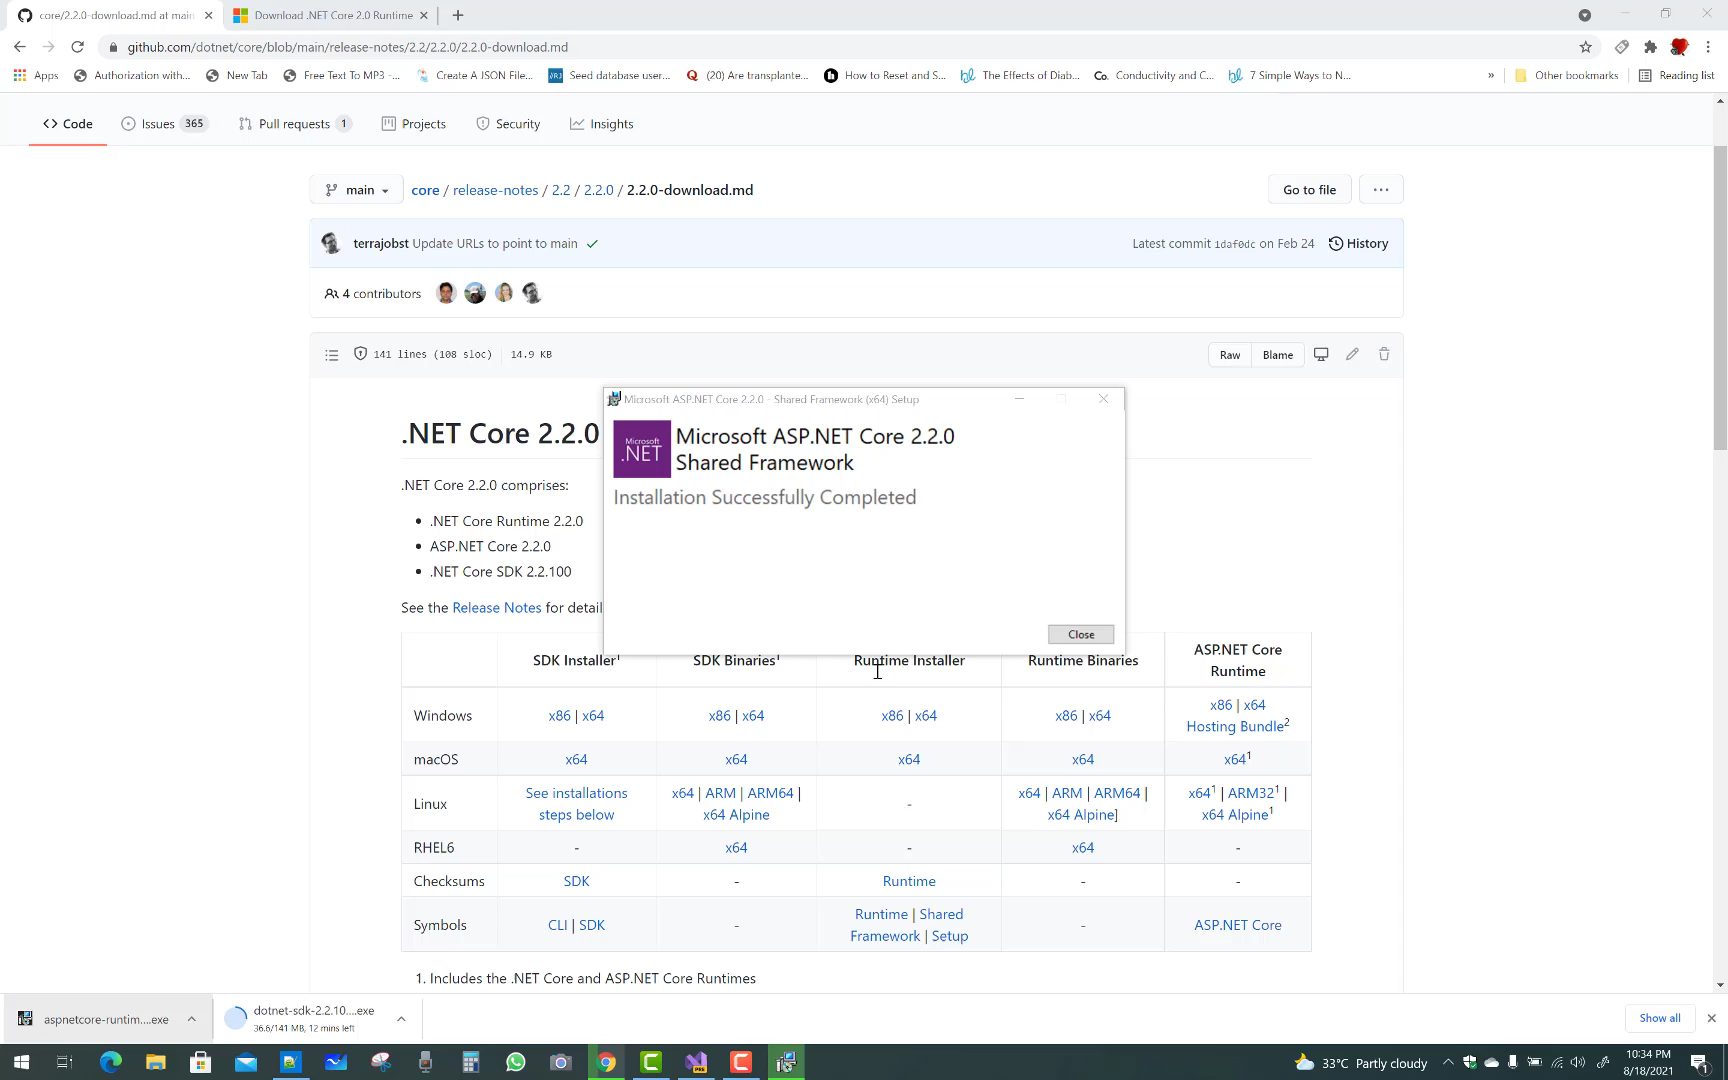 core/2.2.0-download.md at main
Download .NET Core 2.0 Runtime
github.com/dotnet/core/blob/main/release-notes/2.2/2.2.0/2.2.0-download.md
Apps
Authorization with...
New Tab
Free Text To MP3 -...
Create A JSON File...
Seed database user...
(20) Are transplante...
How to Reset and S...
The Effects of Diab...
Co. Conductivity and C...
7 Simple Ways to N...
»
Other bookmarks
Reading list
Code
Issues 365
Pull requests 1
Projects
Security
Insights
main
core / release-notes / 2.2 / 2.2.0 / 2.2.0-download.md
Go to file
...
terrajobst Update URLs to point to main
Latest commit 1daf0dc on Feb 24
History
4 contributors
141 lines (108 sloc) 14.9 KB
Raw
Blame
Microsoft ASP.NET Core 2.2.0 - Shared Framework (x64) Setup
Microsoft
.NET
Microsoft ASP.NET Core 2.2.0
Shared Framework
Installation Successfully Completed
Close
.NET Core 2.2.0
.NET Core 2.2.0 comprises:
• .NET Core Runtime 2.2.0
• ASP.NET Core 2.2.0
• .NET Core SDK 2.2.100
See the Release Notes for detail
SDK Installer¹
SDK Binaries¹
Runtime Installer
Runtime Binaries
ASP.NET Core
Runtime
Windows
x86 | x64
x86 | x64
x86 | x64
x86 | x64
x86 | x64
Hosting Bundle²
macOS
x64
x64
x64
x64
x64¹
Linux
See installations
steps below
x64 | ARM | ARM64 |
x64 Alpine
-
x64 | ARM | ARM64 |
x64 Alpine]
x64¹ | ARM32¹ |
x64 Alpine¹
RHEL6
-
x64
-
x64
-
Checksums
SDK
-
Runtime
-
-
Symbols
CLI | SDK
-
Runtime | Shared
Framework | Setup
-
ASP.NET Core
1. Includes the .NET Core and ASP.NET Core Runtimes
aspnetcore-runtim....exe
dotnet-sdk-2.2.10....exe
36.6/141 MB, 12 mins left
Show all
33°C Partly cloudy
10:34 PM
8/18/2021
1